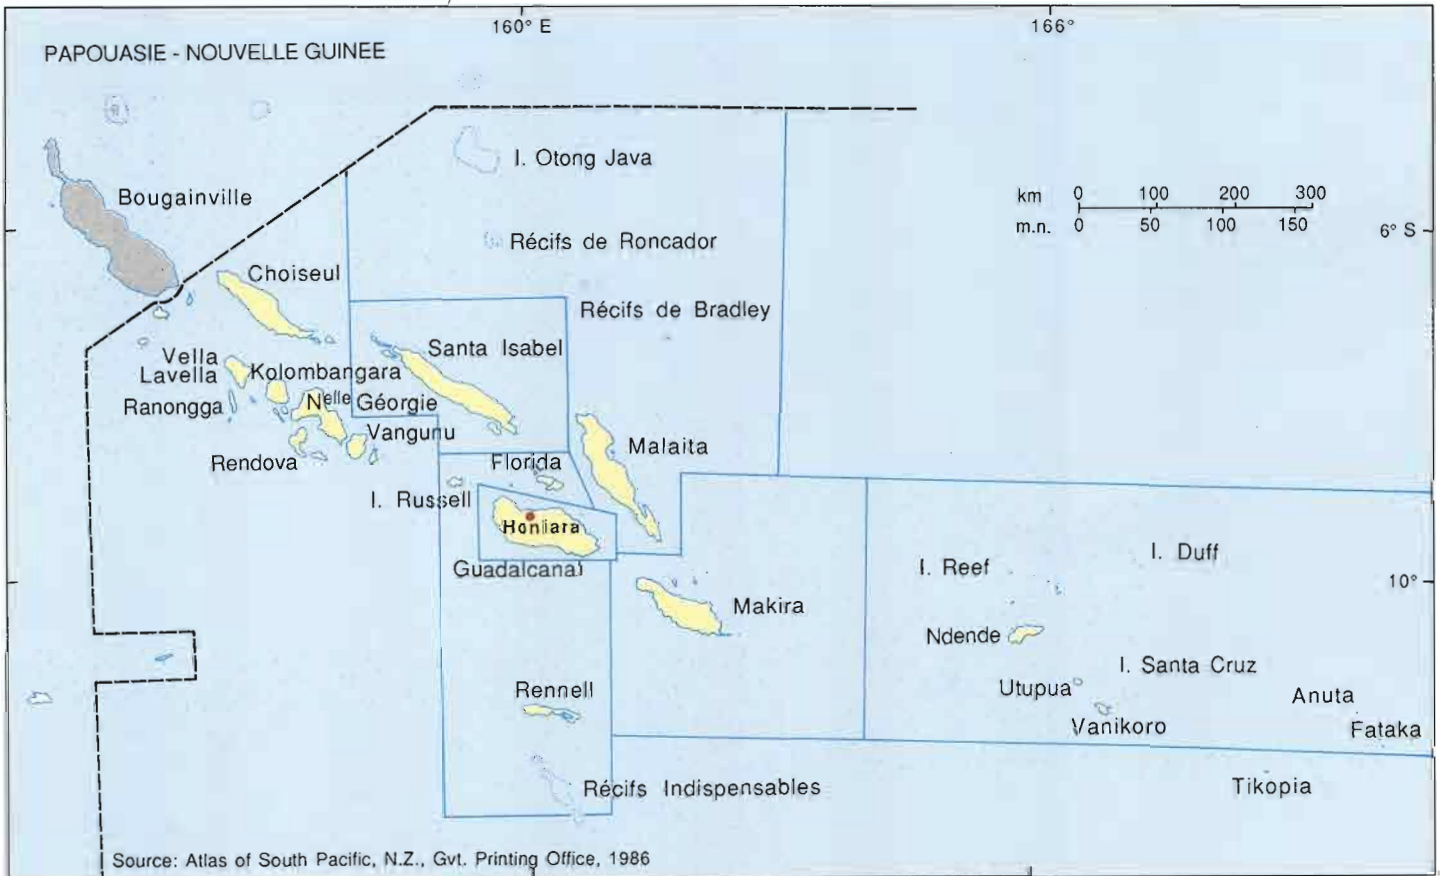 160° E
166°
PAPOUASIE - NOUVELLE GUINEE
I. Otong Java
Bougainville
km 0 100 200 300
m.n. 0 50 100 150
6° S
Récifs de Roncador
Choiseul
Récifs de Bradley
Santa Isabel
Vella
Lavella
Kolombangara
Ranongga
Nelle Géorgie
Vangunu
Malaita
Rendova
Florida
I. Russell
Honiara
I. Duff
I. Reef
Guadalcanal
10°
Makira
Ndende
I. Santa Cruz
Utupua
Rennell
Anuta
Vanikoro
Fataka
Récifs Indispensables
Tikopia
Source: Atlas of South Pacific, N.Z., Gvt. Printing Office, 1986